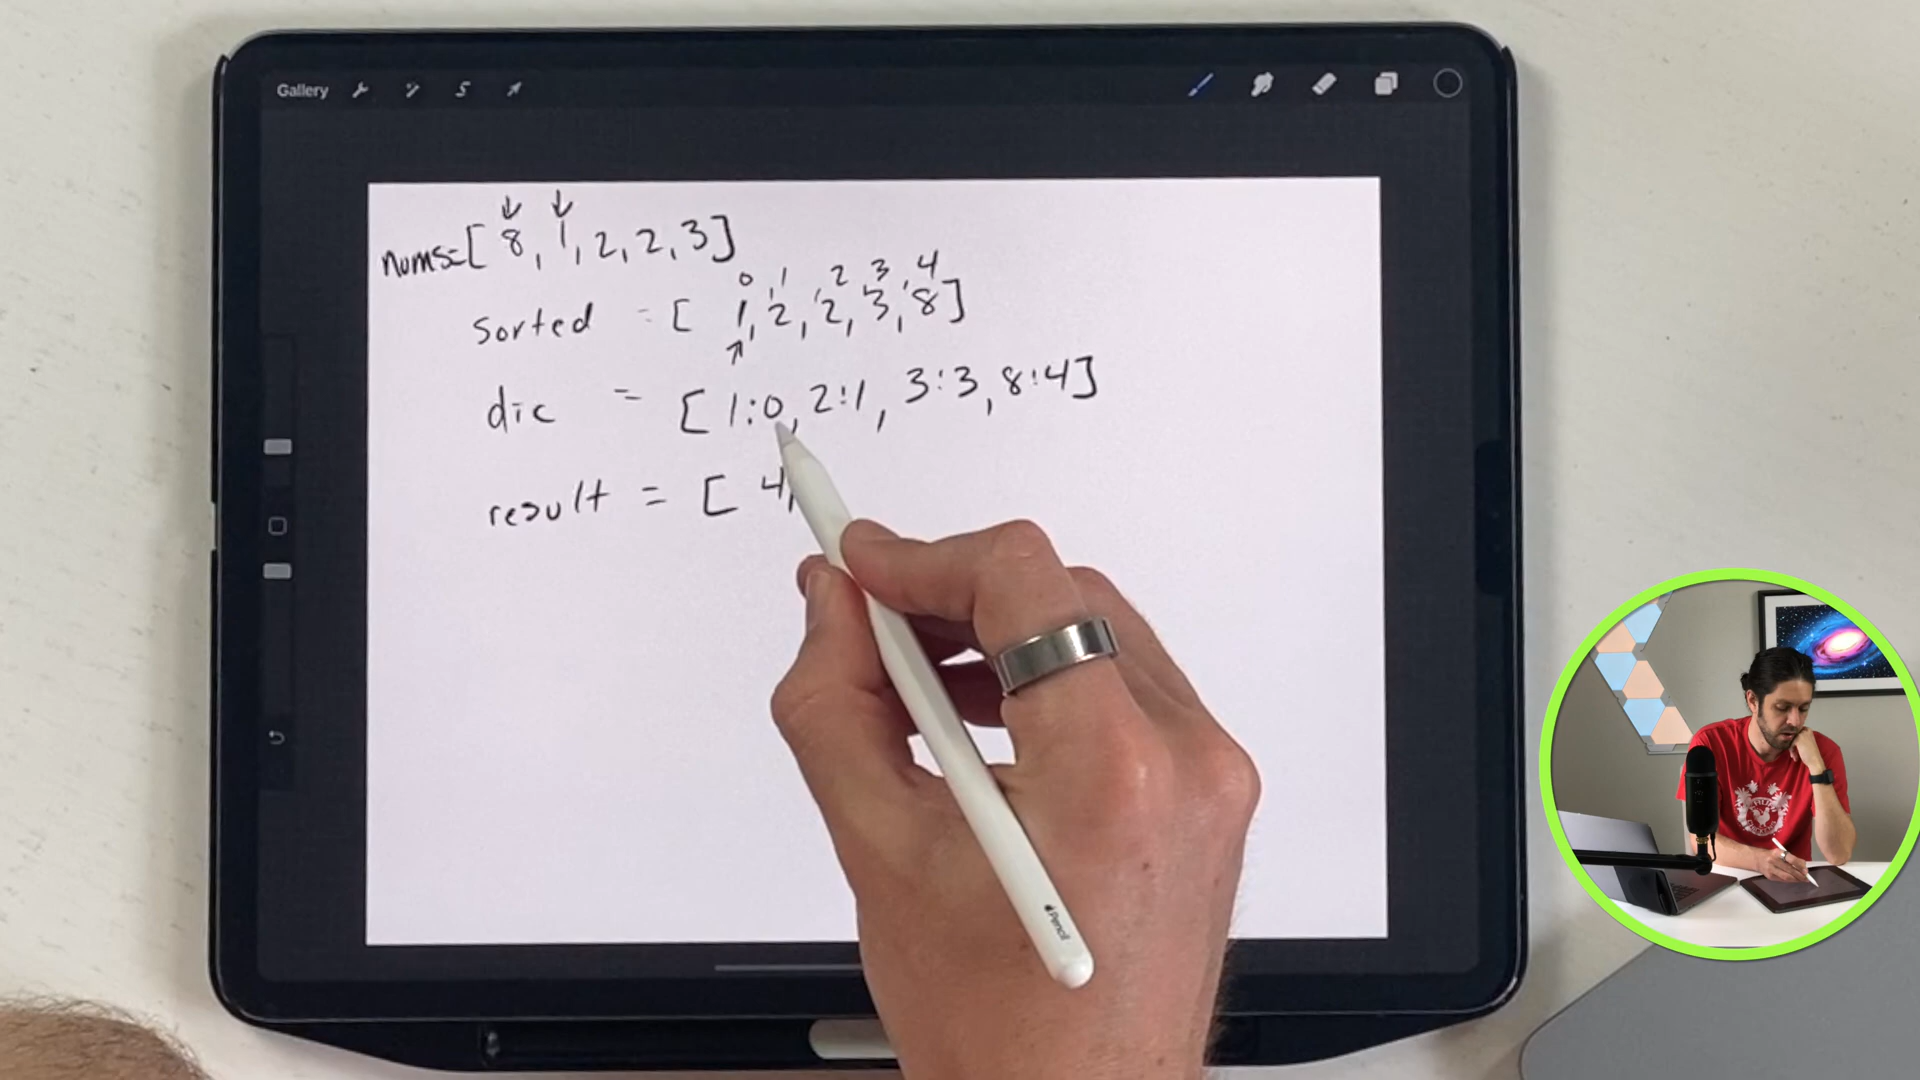 Gallery
nums=[8, 1, 2, 2, 3]
0 1 2 3 4
sorted = [1, 2, 2, 3, 8]
dic = [1:0, 2:1, 3:3, 8:4]
result = [4,
Pencil